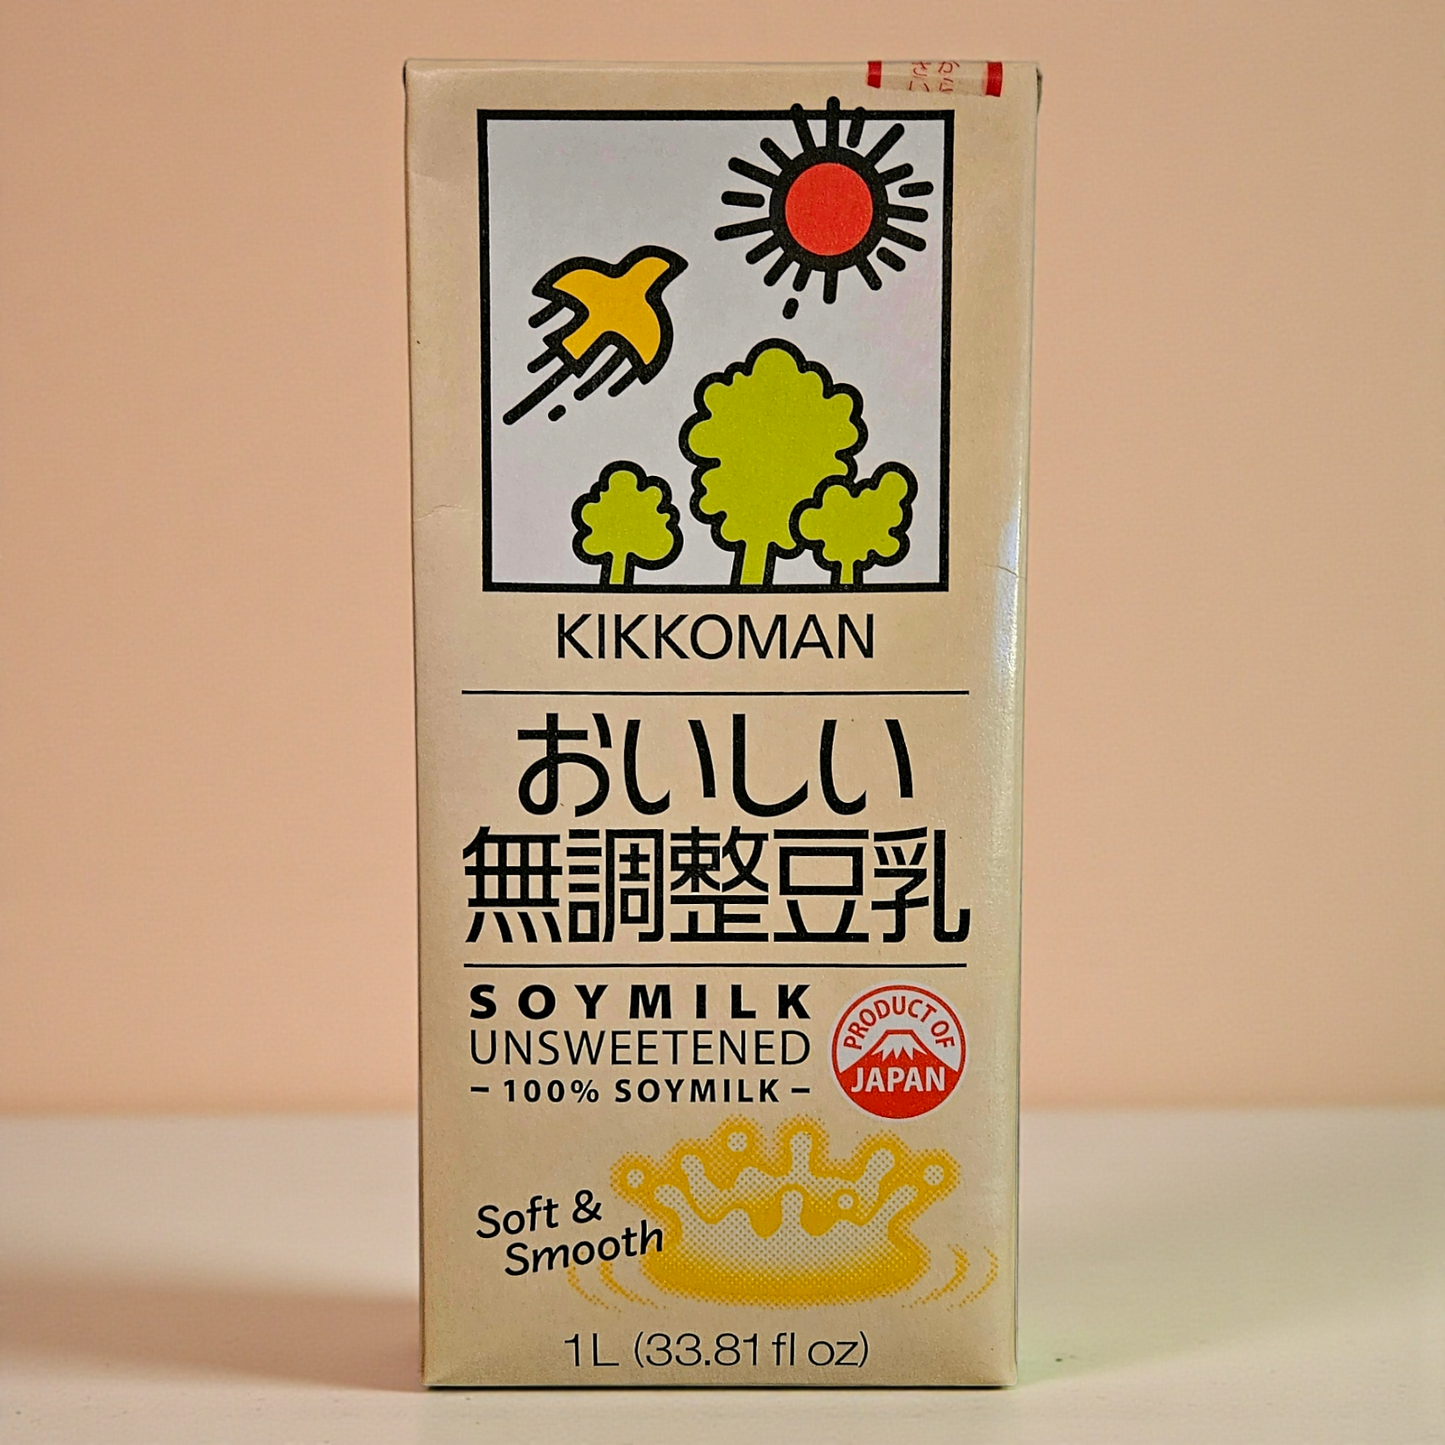 KIKKOMAN
おいしい
無調整豆乳
SOYMILK
UNSWEETENED
– 100% SOYMILK –
PRODUCT OF
JAPAN
Soft &
Smooth
1L (33.81 fl oz)